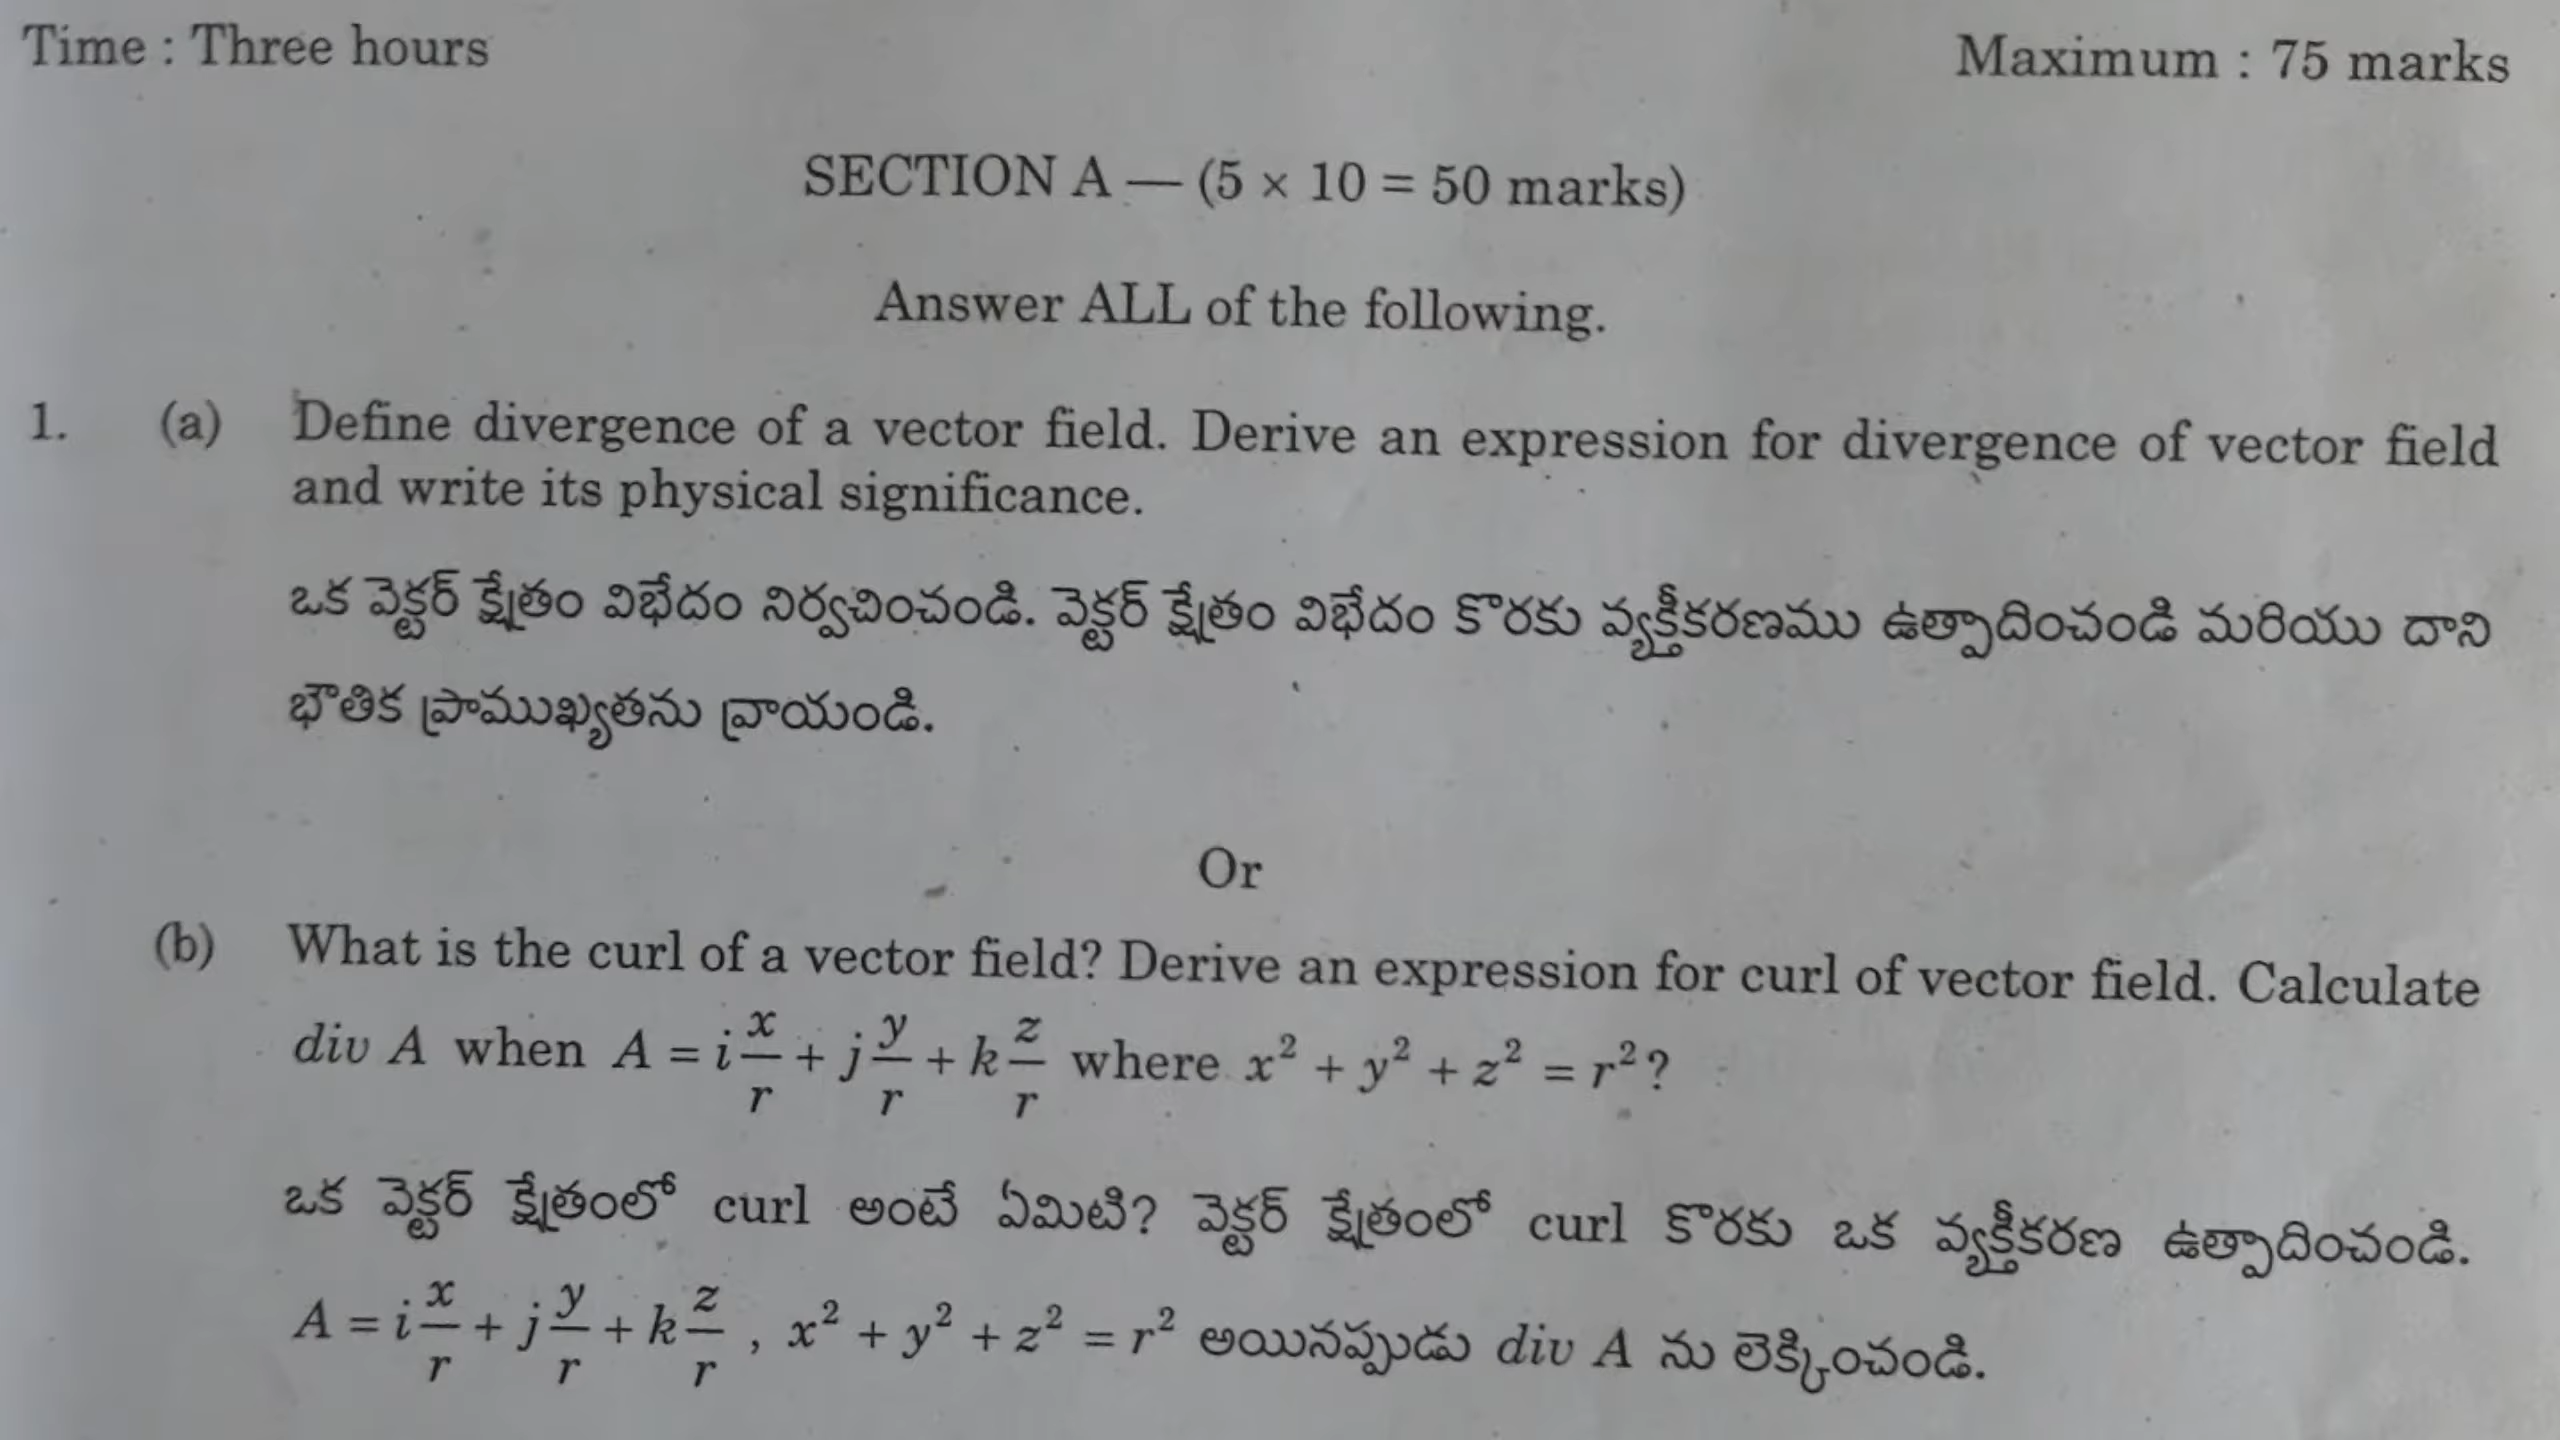 Time : Three hours Maximum : 75 marks
SECTION A — (5 × 10 = 50 marks)
Answer ALL of the following.
1. (a) Define divergence of a vector field. Derive an expression for divergence of vector field
and write its physical significance.
ఒక వెక్టర్ క్షేత్రం విభేదం నిర్వచించండి. వెక్టర్ క్షేత్రం విభేదం కొరకు వ్యక్తీకరణము ఉత్పాదించండి మరియు దాని
భౌతిక ప్రాముఖ్యతను వ్రాయండి.
Or
(b) What is the curl of a vector field? Derive an expression for curl of vector field. Calculate
div A when A = i x/r + j y/r + k z/r where x² + y² + z² = r²?
ఒక వెక్టర్ క్షేత్రంలో curl అంటే ఏమిటి? వెక్టర్ క్షేత్రంలో curl కొరకు ఒక వ్యక్తీకరణ ఉత్పాదించండి.
A = i x/r + j y/r + k z/r , x² + y² + z² = r² అయినప్పుడు div A ను లెక్కించండి.